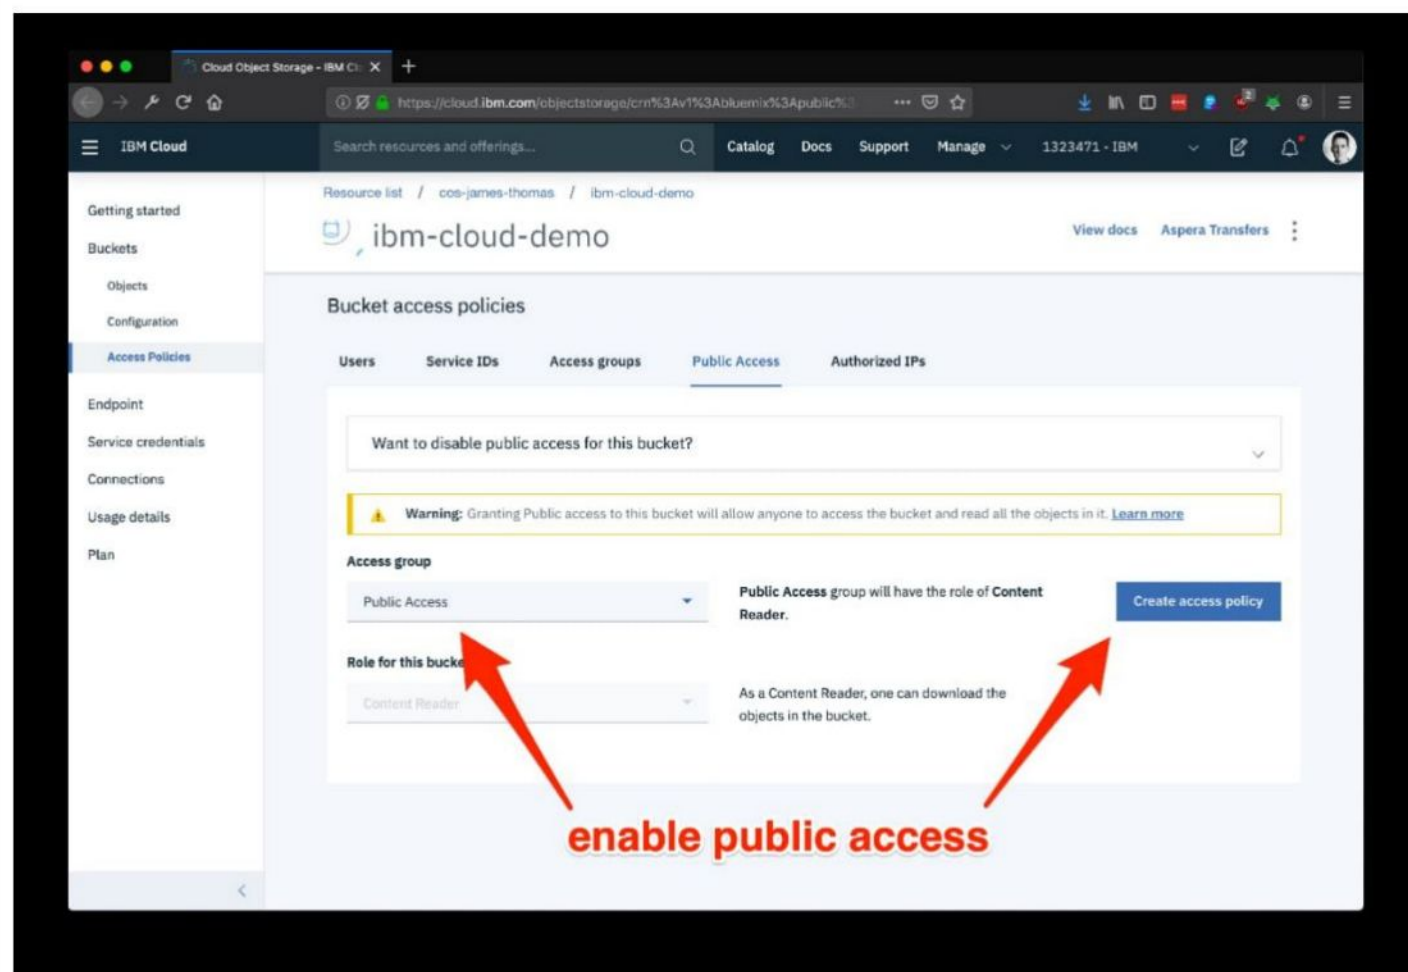 Cloud Object Storage - IBM Cl
https://cloud.ibm.com/objectstorage/crn%3Av1%3Abluemix%3Apublic%3
2
IBM Cloud
Search resources and offerings...
Catalog Docs Support Manage 1323471 - IBM
Resource list / cos-james-thomas / ibm-cloud-demo
ibm-cloud-demo
View docs Aspera Transfers
Getting started
Buckets
Objects
Configuration
Access Policies
Endpoint
Service credentials
Connections
Usage details
Plan
Bucket access policies
Users Service IDs Access groups Public Access Authorized IPs
Want to disable public access for this bucket?
Warning: Granting Public access to this bucket will allow anyone to access the bucket and read all the objects in it. Learn more
Access group
Public Access
Public Access group will have the role of Content
Reader.
Create access policy
Role for this bucke
Content Reader
As a Content Reader, one can download the
objects in the bucket.
enable public access